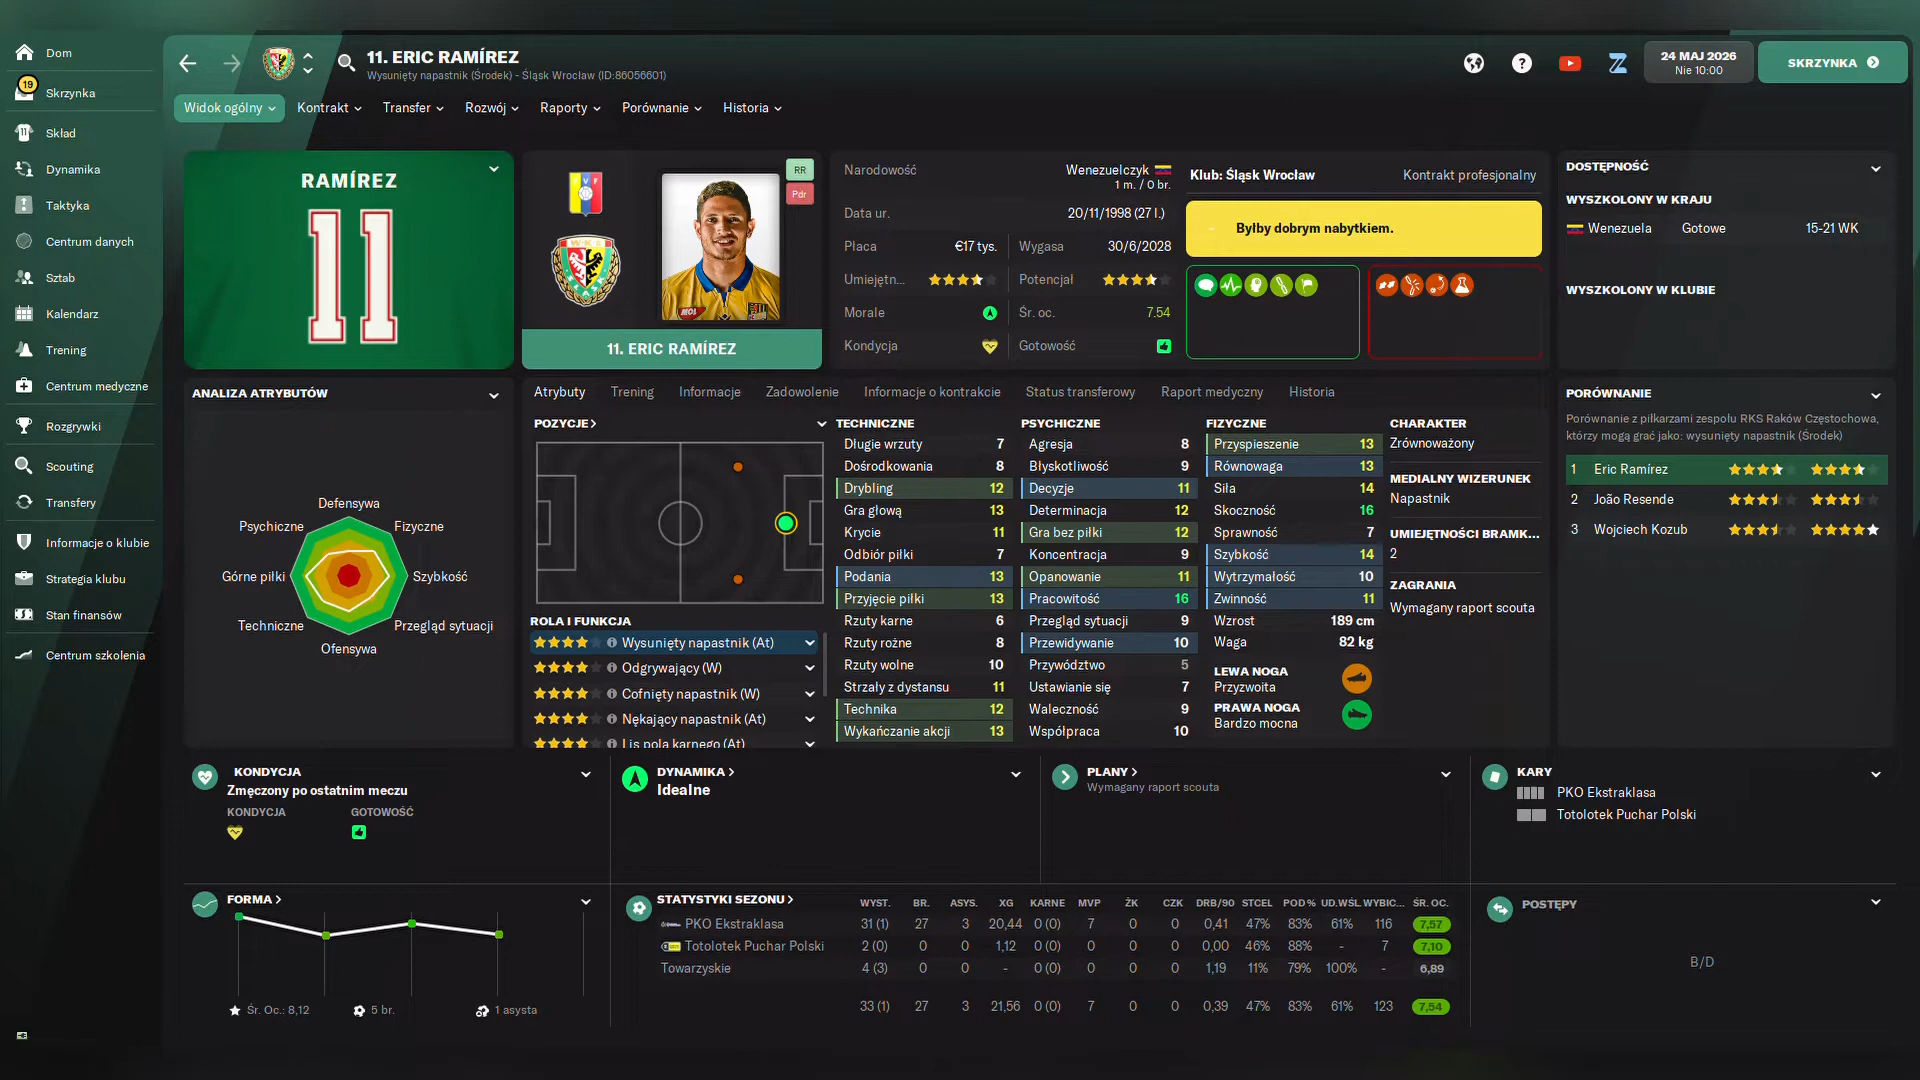 Dom
19
Skrzynka
Skład
Dynamika
Taktyka
Centrum danych
Sztab
Kalendarz
Trening
Centrum medyczne
Rozgrywki
Scouting
Transfery
Informacje o klubie
Strategia klubu
Stan finansów
Centrum szkolenia
11. ERIC RAMÍREZ
Wysunięty napastnik (Środek) - Śląsk Wrocław (ID:86056601)
24 MAJ 2026
Nie 10:00
SKRZYNKA
Widok ogólny
Kontrakt
Transfer
Rozwój
Raporty
Porównanie
Historia
RAMÍREZ
11
RR
Pdr
11. ERIC RAMÍREZ
Narodowość Wenezuelczyk
1 m. / 0 br.
Data ur. 20/11/1998 (27 l.)
Płaca €17 tys. Wygasa 30/6/2028
Umiejętn... Potencjał
Morale Śr. oc. 7.54
Kondycja Gotowość
Klub: Śląsk Wrocław Kontrakt profesjonalny
Byłby dobrym nabytkiem.
DOSTĘPNOŚĆ
WYSZKOLONY W KRAJU
Wenezuela Gotowe 15-21 WK
WYSZKOLONY W KLUBIE
ANALIZA ATRYBUTÓW
Defensywa
Psychiczne Fizyczne
Górne piłki Szybkość
Techniczne Przegląd sytuacji
Ofensywa
Atrybuty Trening Informacje Zadowolenie Informacje o kontrakcie Status transferowy Raport medyczny Historia
POZYCJE
ROLA I FUNKCJA
Wysunięty napastnik (At)
Odgrywający (W)
Cofnięty napastnik (W)
Nękający napastnik (At)
Lis pola karnego (At)
TECHNICZNE
Długie wrzuty 7
Dośrodkowania 8
Drybling 12
Gra głową 13
Krycie 11
Odbiór piłki 7
Podania 13
Przyjęcie piłki 13
Rzuty karne 6
Rzuty rożne 8
Rzuty wolne 10
Strzały z dystansu 11
Technika 12
Wykańczanie akcji 13
PSYCHICZNE
Agresja 8
Błyskotliwość 9
Decyzje 11
Determinacja 12
Gra bez piłki 12
Koncentracja 9
Opanowanie 11
Pracowitość 16
Przegląd sytuacji 9
Przewidywanie 10
Przywództwo 5
Ustawianie się 7
Waleczność 9
Współpraca 10
FIZYCZNE
Przyspieszenie 13
Równowaga 13
Siła 14
Skoczność 16
Sprawność 7
Szybkość 14
Wytrzymałość 10
Zwinność 11
Wzrost 189 cm
Waga 82 kg
LEWA NOGA
Przyzwoita
PRAWA NOGA
Bardzo mocna
CHARAKTER
Zrównoważony
MEDIALNY WIZERUNEK
Napastnik
UMIEJĘTNOŚCI BRAMK...
2
ZAGRANIA
Wymagany raport scouta
PORÓWNANIE
Porównanie z piłkarzami zespołu RKS Raków Częstochowa,
którzy mogą grać jako: wysunięty napastnik (Środek)
1 Eric Ramírez
2 João Resende
3 Wojciech Kozub
KONDYCJA
Zmęczony po ostatnim meczu
KONDYCJA GOTOWOŚĆ
DYNAMIKA
Idealne
PLANY
Wymagany raport scouta
KARY
PKO Ekstraklasa
Totolotek Puchar Polski
FORMA
Śr. Oc.: 8,12 5 br. 1 asysta
STATYSTYKI SEZONU WYST. BR. ASYS. XG KARNE MVP ŻK CZK DRB/90 STCEL POD % UD.WŚL. WYBIC... ŚR. OC.
PKO Ekstraklasa 31 (1) 27 3 20,44 0 (0) 7 0 0 0,41 47% 83% 61% 116 7,57
Totolotek Puchar Polski 2 (0) 0 0 1,12 0 (0) 0 0 0 0,00 46% 88% - 7 7,10
Towarzyskie 4 (3) 0 0 - 0 (0) 0 0 0 1,19 11% 79% 100% - 6,89
33 (1) 27 3 21,56 0 (0) 7 0 0 0,39 47% 83% 61% 123 7,54
POSTĘPY
B/D